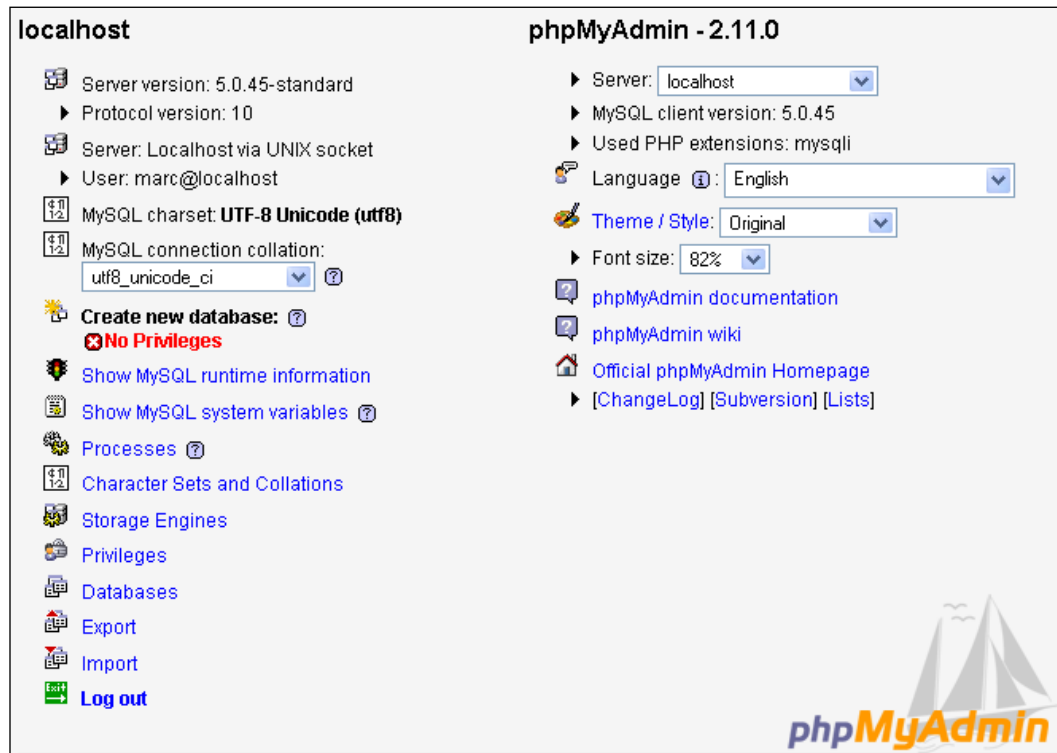 localhost
Server version: 5.0.45-standard
Protocol version: 10
Server: Localhost via UNIX socket
User: marc@localhost
MySQL charset: UTF-8 Unicode (utf8)
MySQL connection collation:
utf8_unicode_ci
Create new database:
No Privileges
Show MySQL runtime information
Show MySQL system variables
Processes
Character Sets and Collations
Storage Engines
Privileges
Databases
Export
Import
Exit
Log out
phpMyAdmin - 2.11.0
Server: localhost
MySQL client version: 5.0.45
Used PHP extensions: mysqli
Language : English
Theme / Style: Original
Font size: 82%
phpMyAdmin documentation
phpMyAdmin wiki
Official phpMyAdmin Homepage
[ChangeLog] [Subversion] [Lists]
phpMyAdmin